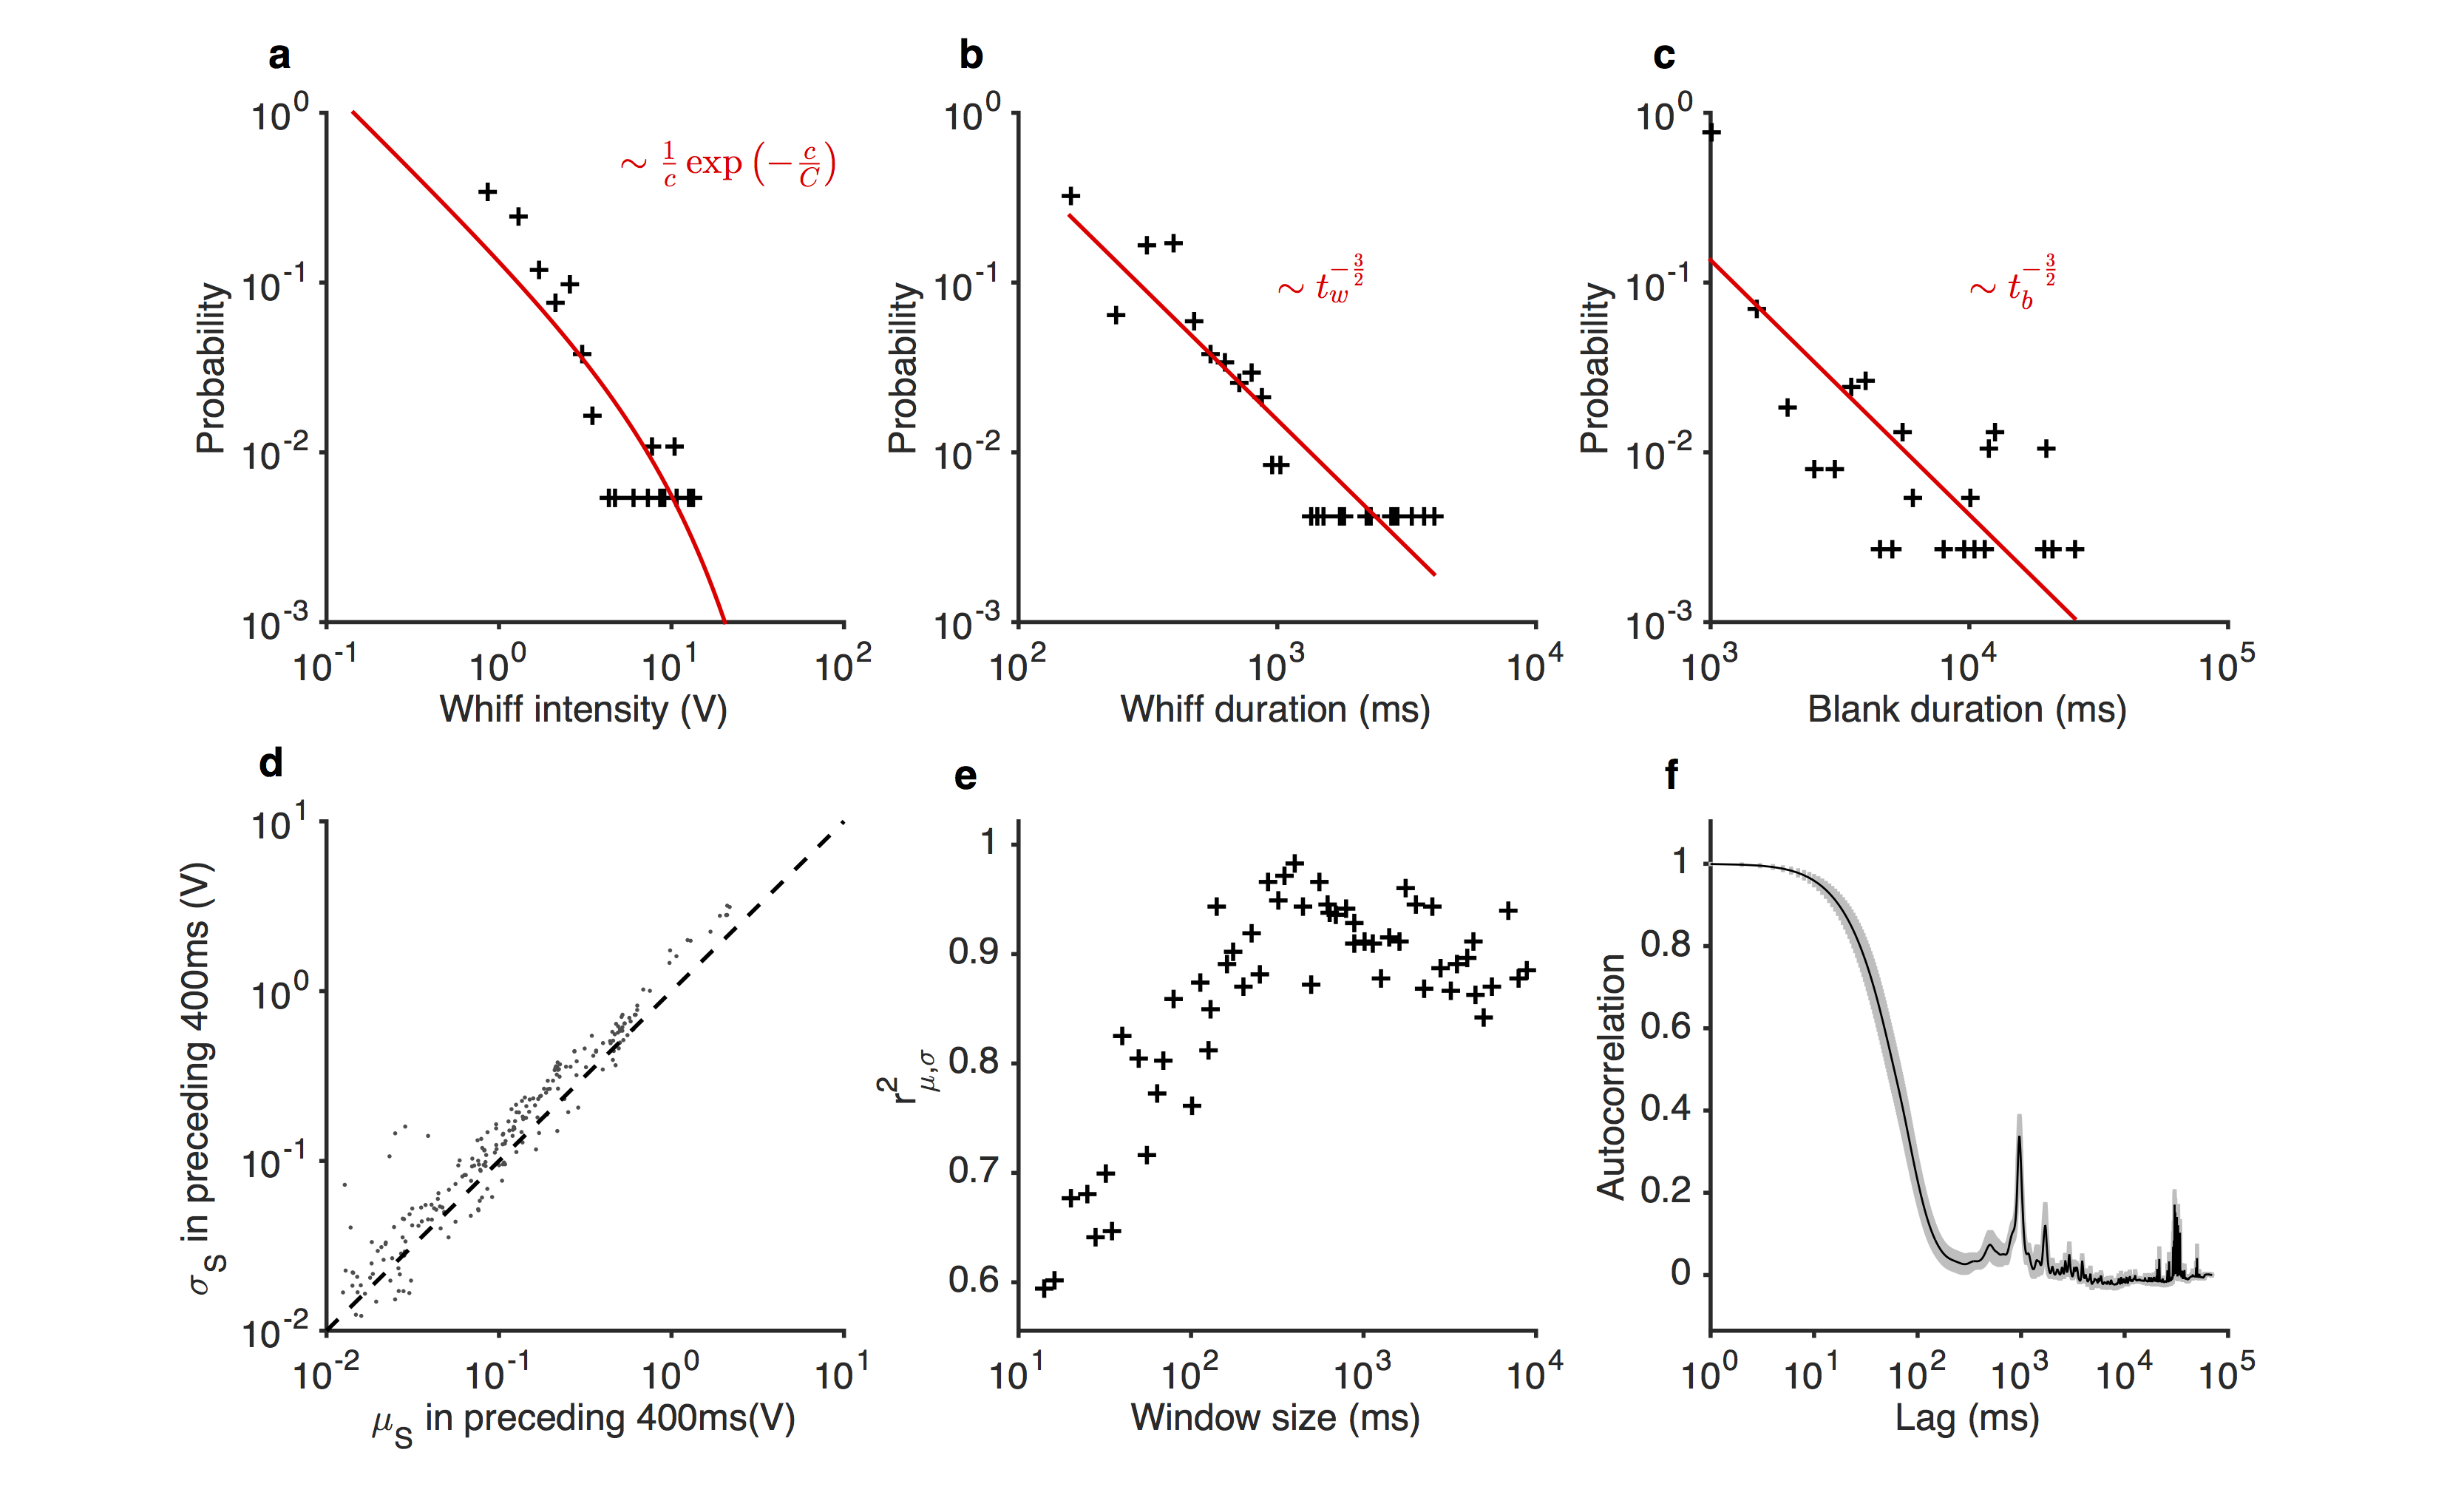 a
10^0
10^-1
10^-2
10^-3
Probability
∼ 1/c exp(−c/C)
10^-1 10^0 10^1 10^2
Whiff intensity (V)
b
10^0
10^-1
10^-2
10^-3
Probability
∼ t_w^{−3/2}
10^2 10^3 10^4
Whiff duration (ms)
c
10^0
10^-1
10^-2
10^-3
Probability
∼ t_b^{−3/2}
10^3 10^4 10^5
Blank duration (ms)
d
10^1
10^0
10^-1
10^-2
σ_S in preceding 400ms (V)
10^-2 10^-1 10^0 10^1
μ_S in preceding 400ms(V)
e
1
0.9
0.8
0.7
0.6
r^2_{μ,σ}
10^1 10^2 10^3 10^4
Window size (ms)
f
1
0.8
0.6
0.4
0.2
0
Autocorrelation
10^0 10^1 10^2 10^3 10^4 10^5
Lag (ms)